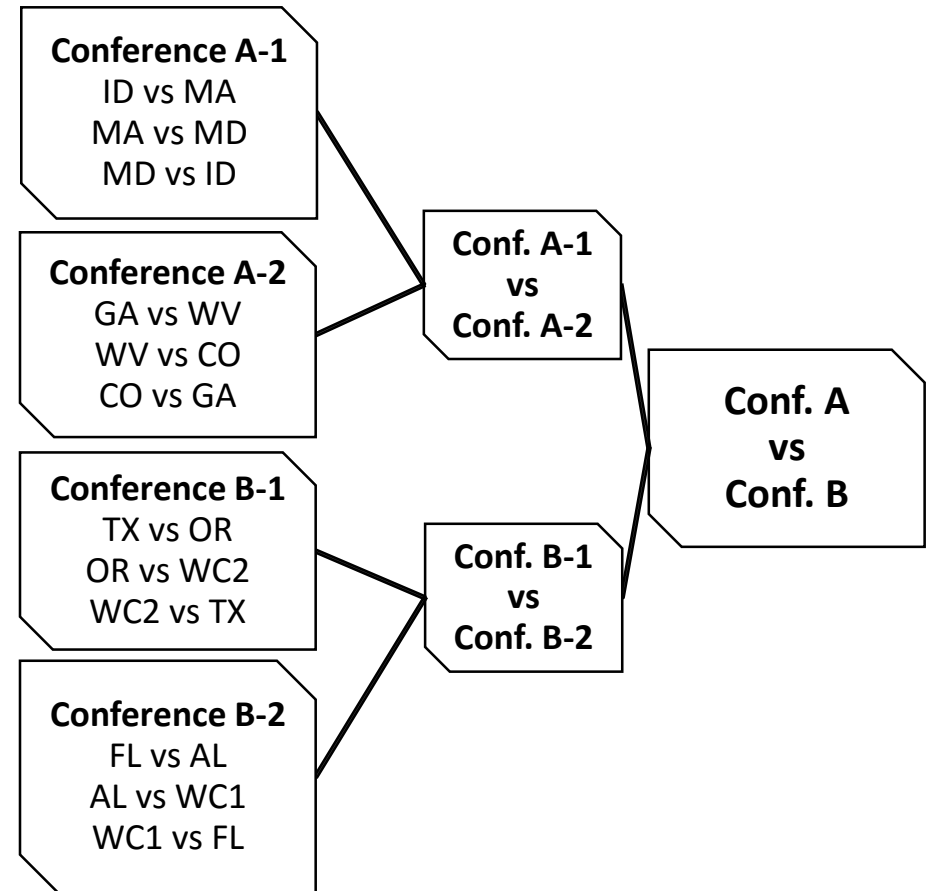 Conference A-1
ID vs MA
MA vs MD
MD vs ID
Conference A-2
GA vs WV
WV vs CO
CO vs GA
Conference B-1
TX vs OR
OR vs WC2
WC2 vs TX
Conference B-2
FL vs AL
AL vs WC1
WC1 vs FL
Conf. A-1
vs
Conf. A-2
Conf. B-1
vs
Conf. B-2
Conf. A
vs
Conf. B